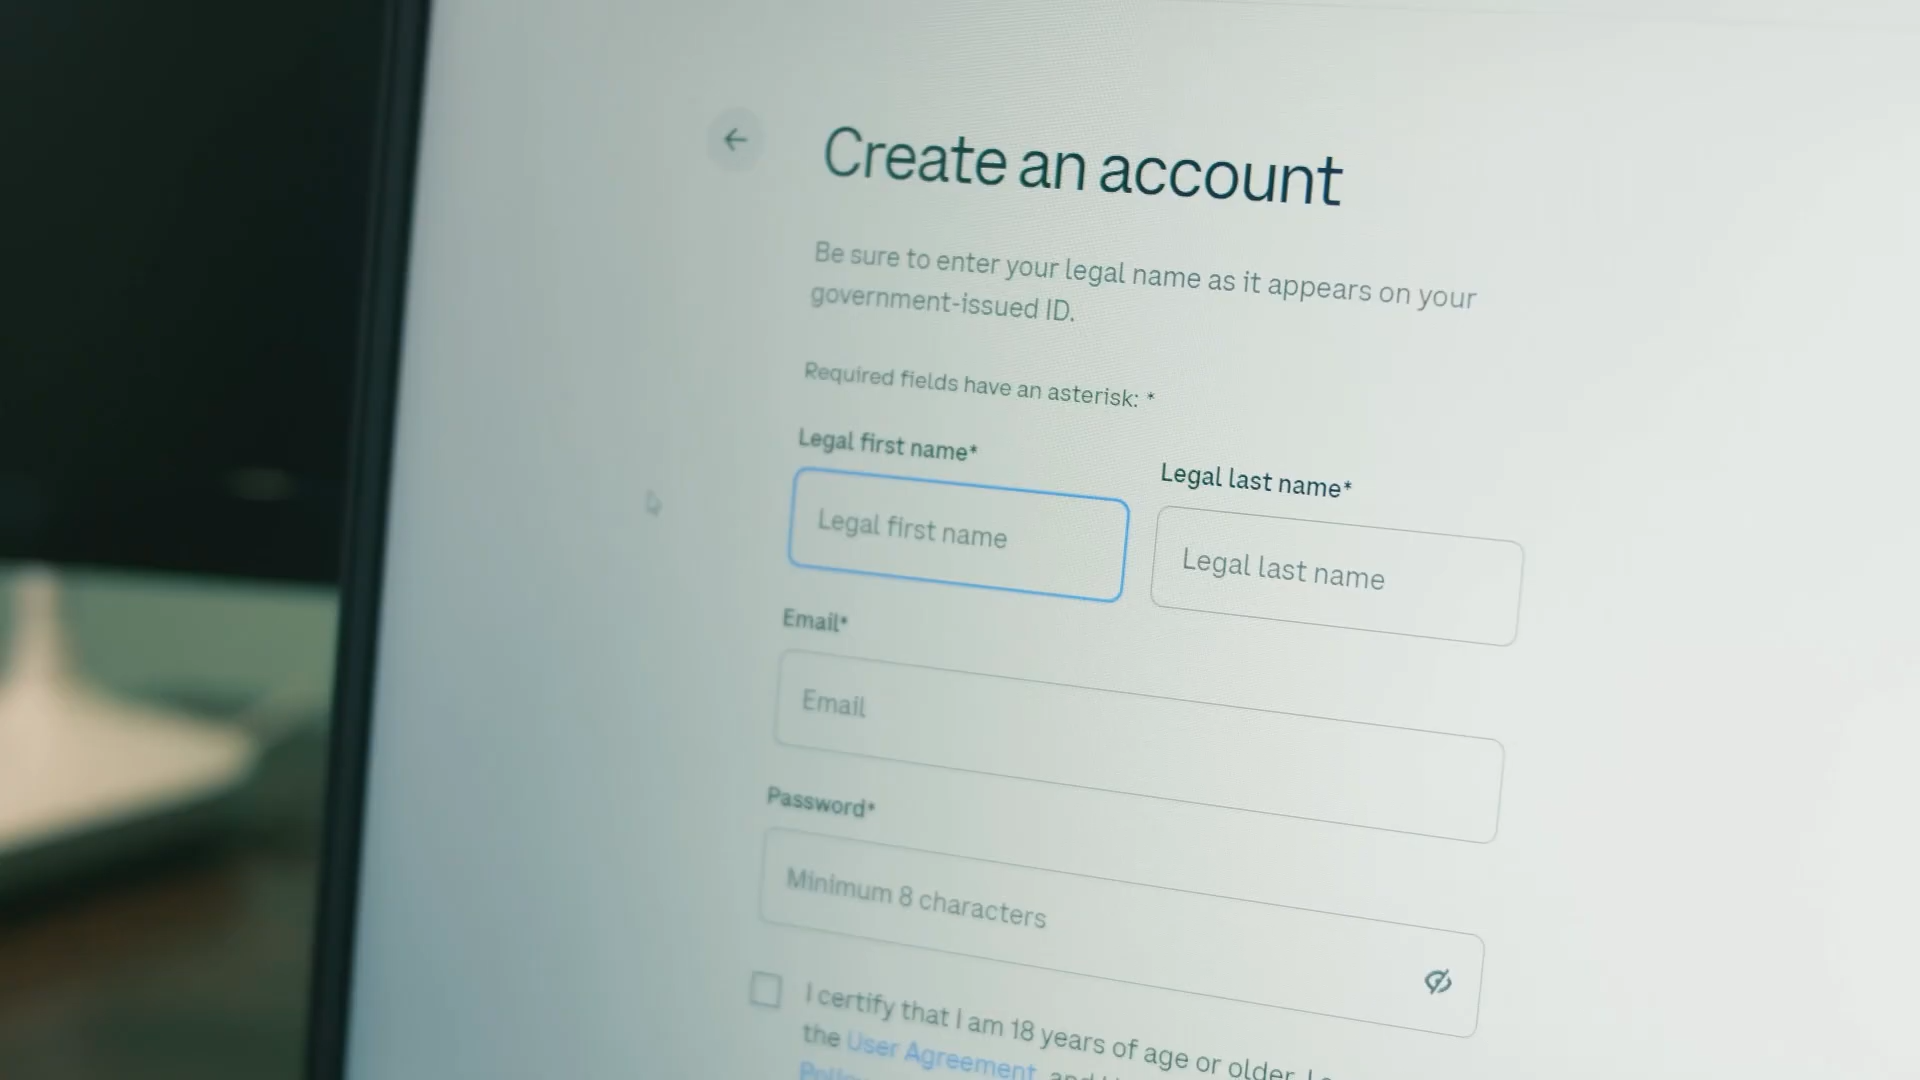 Create an account
Be sure to enter your legal name as it appears on your
government-issued ID.
Required fields have an asterisk: *
Legal first name*
Legal last name*
Legal first name
Legal last name
Email*
Email
Password*
Minimum 8 characters
I certify that I am 18 years of age or older, I
the User Agreement, and